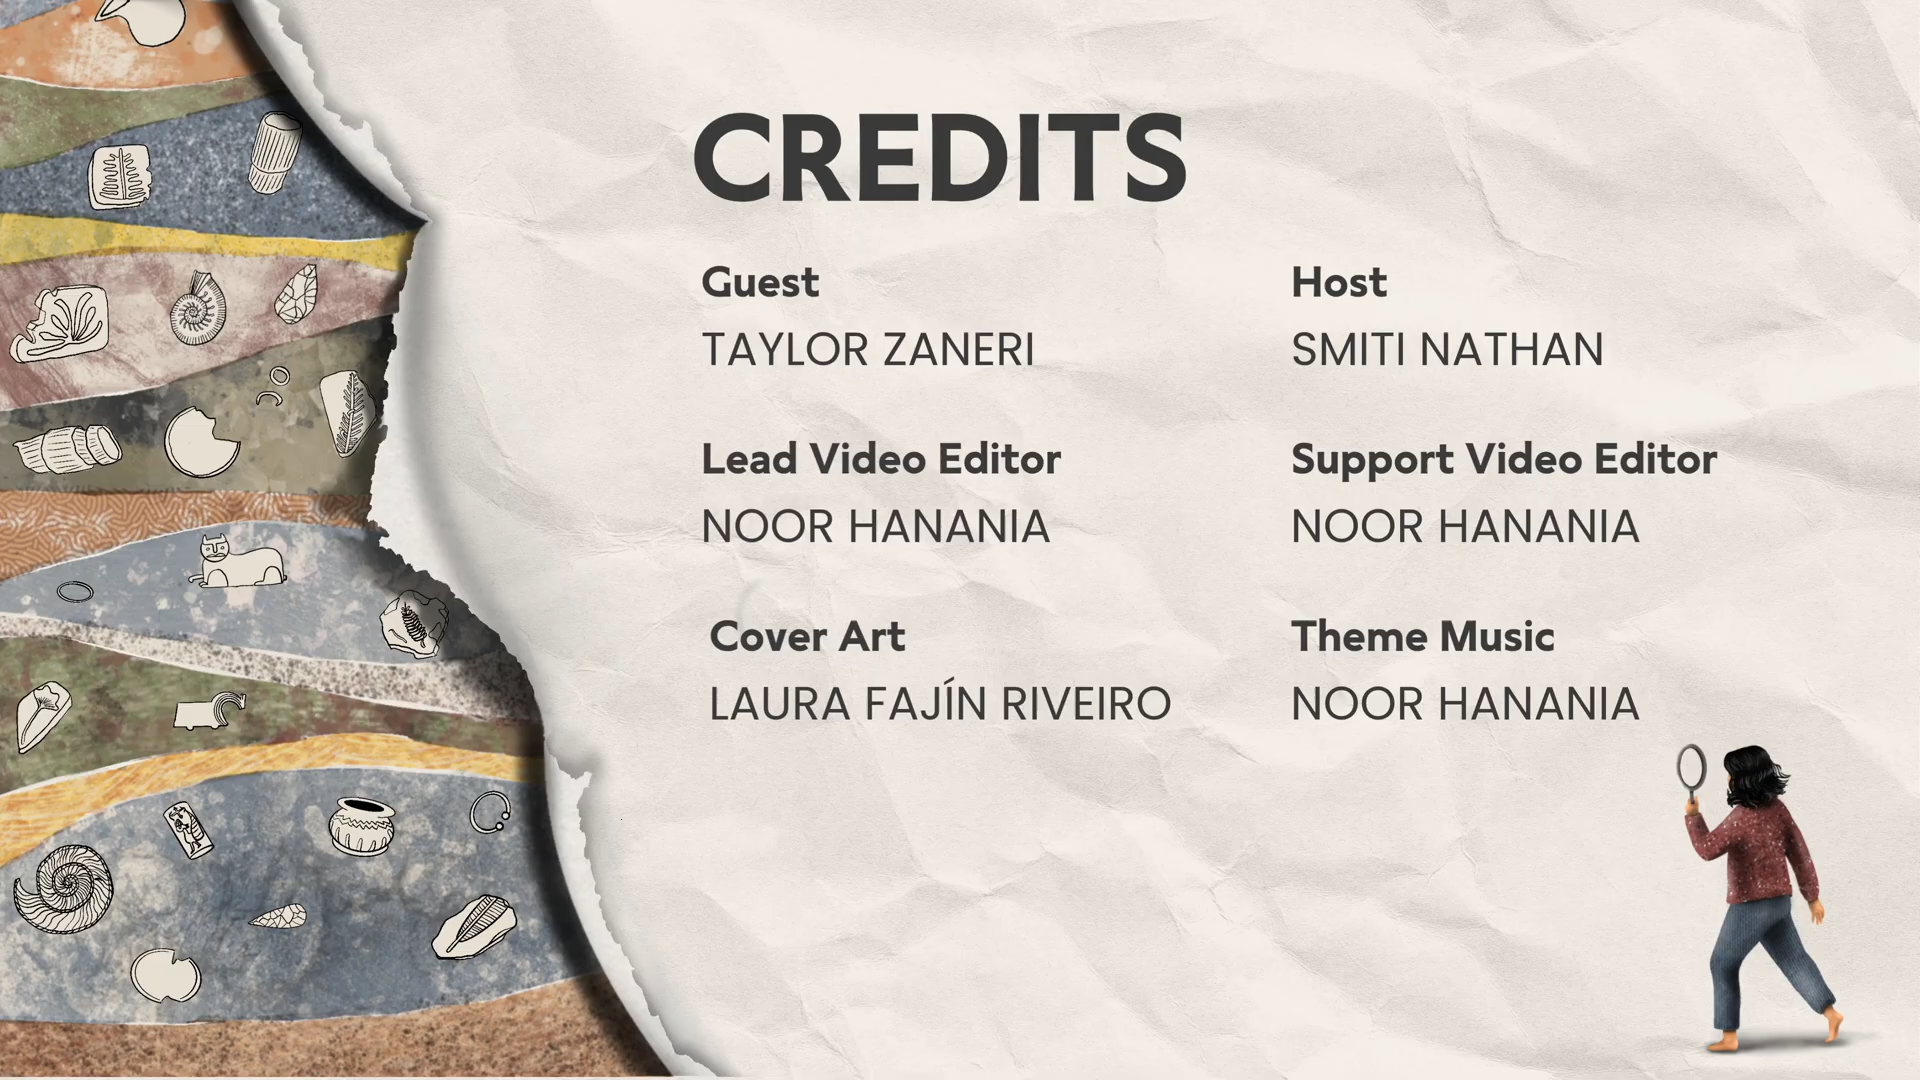 CREDITS
Guest
TAYLOR ZANERI
Host
SMITI NATHAN
Lead Video Editor
NOOR HANANIA
Support Video Editor
NOOR HANANIA
Cover Art
LAURA FAJÍN RIVEIRO
Theme Music
NOOR HANANIA